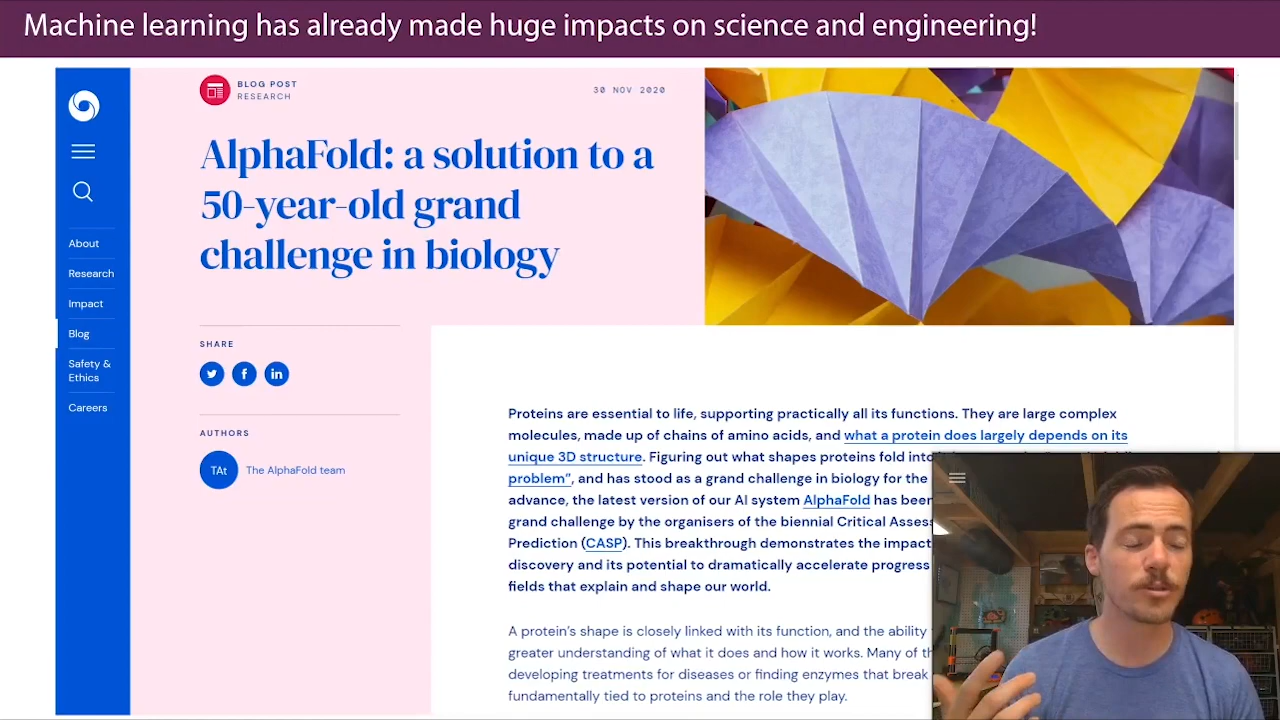 Machine learning has already made huge impacts on science and engineering!
BLOG POST
RESEARCH
30 NOV 2020
AlphaFold: a solution to a
50-year-old grand
challenge in biology
About
Research
Impact
Blog
Safety &
Ethics
Careers
SHARE
AUTHORS
TAt
The AlphaFold team
Proteins are essential to life, supporting practically all its functions. They are large complex
molecules, made up of chains of amino acids, and what a protein does largely depends on its
unique 3D structure. Figuring out what shapes proteins fold into
problem”, and has stood as a grand challenge in biology for the
advance, the latest version of our AI system AlphaFold has been
grand challenge by the organisers of the biennial Critical
Prediction (CASP). This breakthrough demonstrates the impact
discovery and its potential to dramatically accelerate progress
fields that explain and shape our world.
A protein’s shape is closely linked with its function, and the ability
greater understanding of what it does and how it works. Many of
developing treatments for diseases or finding enzymes that break
fundamentally tied to proteins and the role they play.